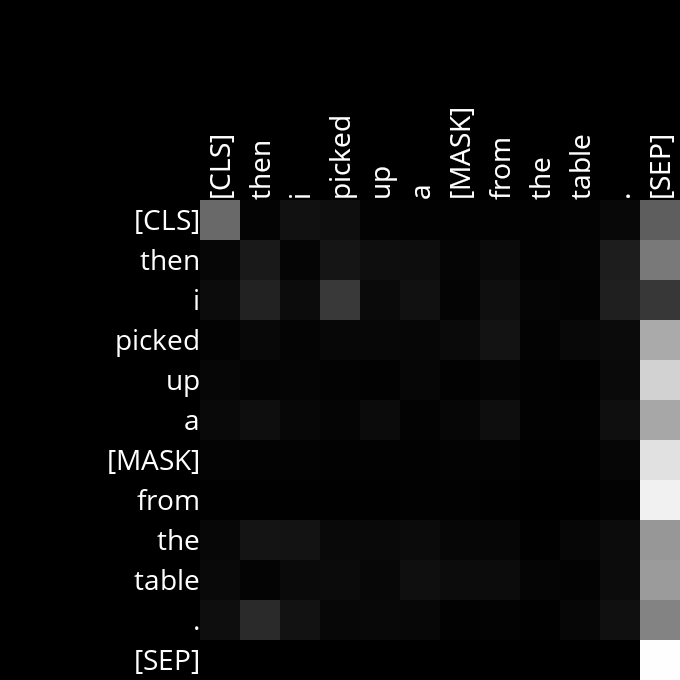 [CLS] then i picked up a [MASK] from the table . [SEP]
[CLS]
then
i
picked
up
a
[MASK]
from
the
table
.
[SEP]